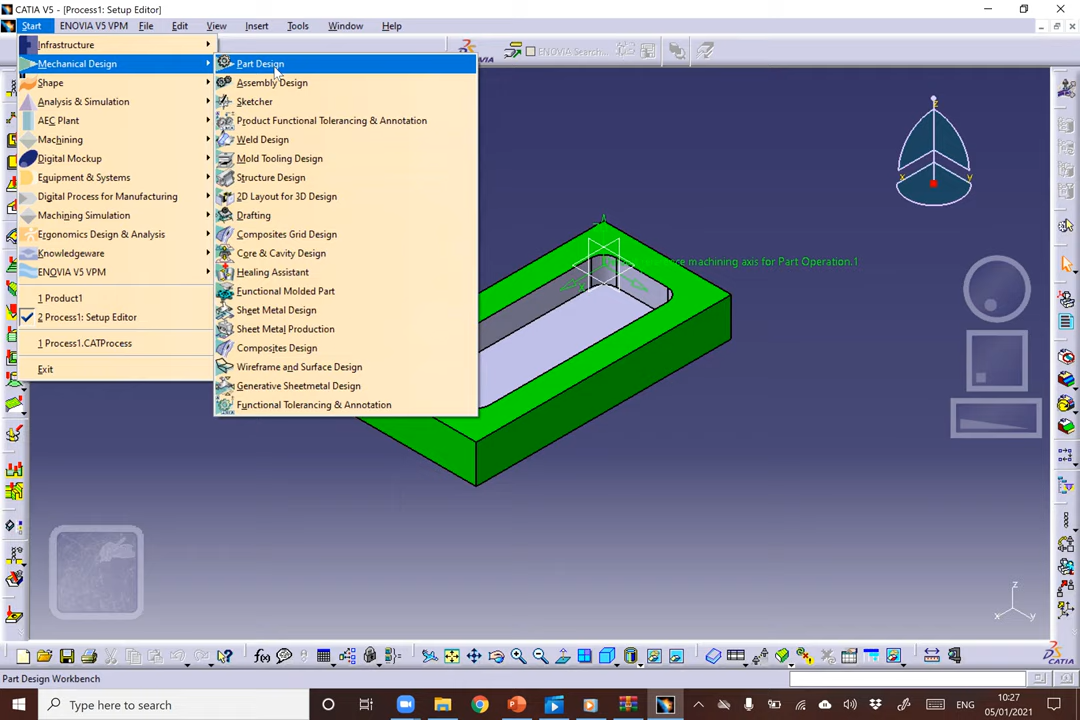 CATIA V5 - [Process1: Setup Editor]
Start ENOVIA V5 VPM File Edit View Insert Tools Window Help
Infrastructure
Mechanical Design
Shape
Analysis & Simulation
AEC Plant
Machining
Digital Mockup
Equipment & Systems
Digital Process for Manufacturing
Machining Simulation
Ergonomics Design & Analysis
Knowledgeware
ENOVIA V5 VPM
1 Product1
2 Process1: Setup Editor
1 Process1.CATProcess
Exit
Part Design
Assembly Design
Sketcher
Product Functional Tolerancing & Annotation
Weld Design
Mold Tooling Design
Structure Design
2D Layout for 3D Design
Drafting
Composites Grid Design
Core & Cavity Design
Healing Assistant
Functional Molded Part
Sheet Metal Design
Sheet Metal Production
Composites Design
Wireframe and Surface Design
Generative Sheetmetal Design
Functional Tolerancing & Annotation
ENOVIA Search...
z
x y
machining axis for Part Operation.1
z
x y
f(x)
CATIA
Part Design Workbench
Type here to search
ENG
10:27
05/01/2021